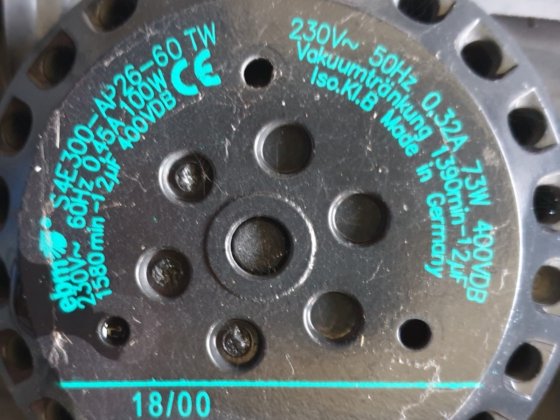 ebm S4E300-AP26-60 TW
230V~ 60Hz 0,45A 100W
1580min-1 2µF 400VDB
CE
230V~ 50Hz 0,32A 73W 400VDB
Vakuumtränkung 1390min-1 2µF
Iso.Kl.B Made in Germany
18/00